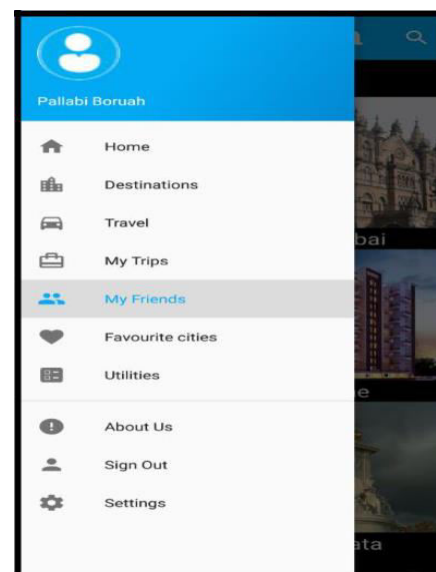 Pallabi Boruah
Home
Destinations
Travel
bai
My Trips
My Friends
Favourite cities
Utilities
e
About Us
Sign Out
Settings
ata